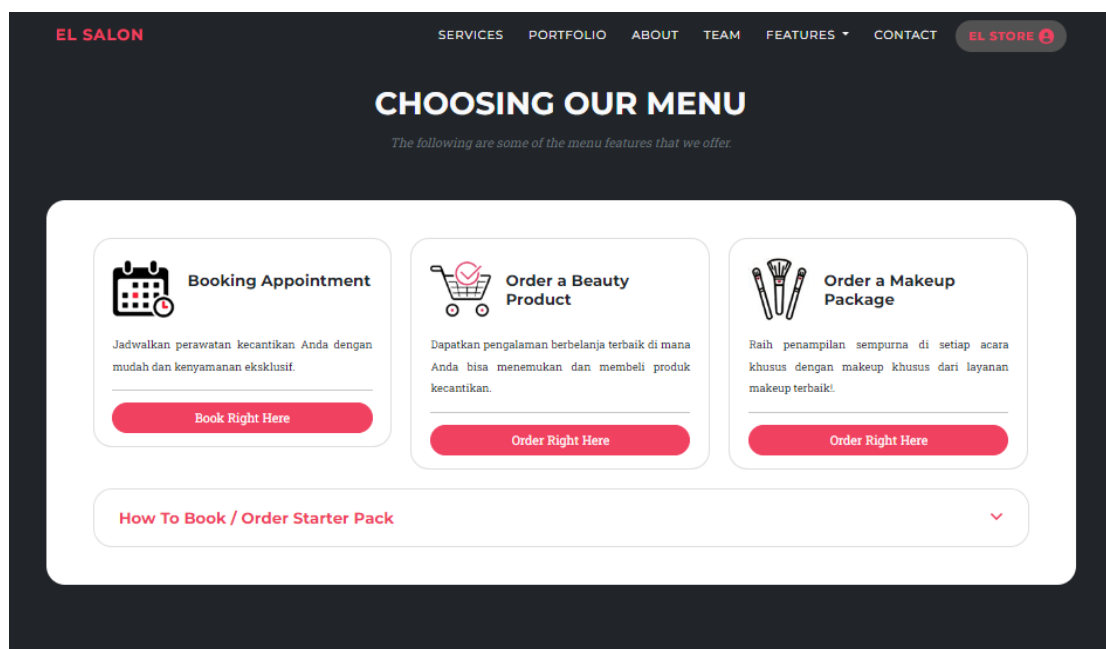 EL SALON
SERVICES PORTFOLIO ABOUT TEAM FEATURES CONTACT EL STORE
CHOOSING OUR MENU
The following are some of the menu features that we offer.
Booking Appointment
Jadwalkan perawatan kecantikan Anda dengan
mudah dan kenyamanan eksklusif.
Book Right Here
Order a Beauty
Product
Dapatkan pengalaman berbelanja terbaik di mana
Anda bisa menemukan dan membeli produk
kecantikan.
Order Right Here
Order a Makeup
Package
Raih penampilan sempurna di setiap acara
khusus dengan makeup khusus dari layanan
makeup terbaik!.
Order Right Here
How To Book / Order Starter Pack